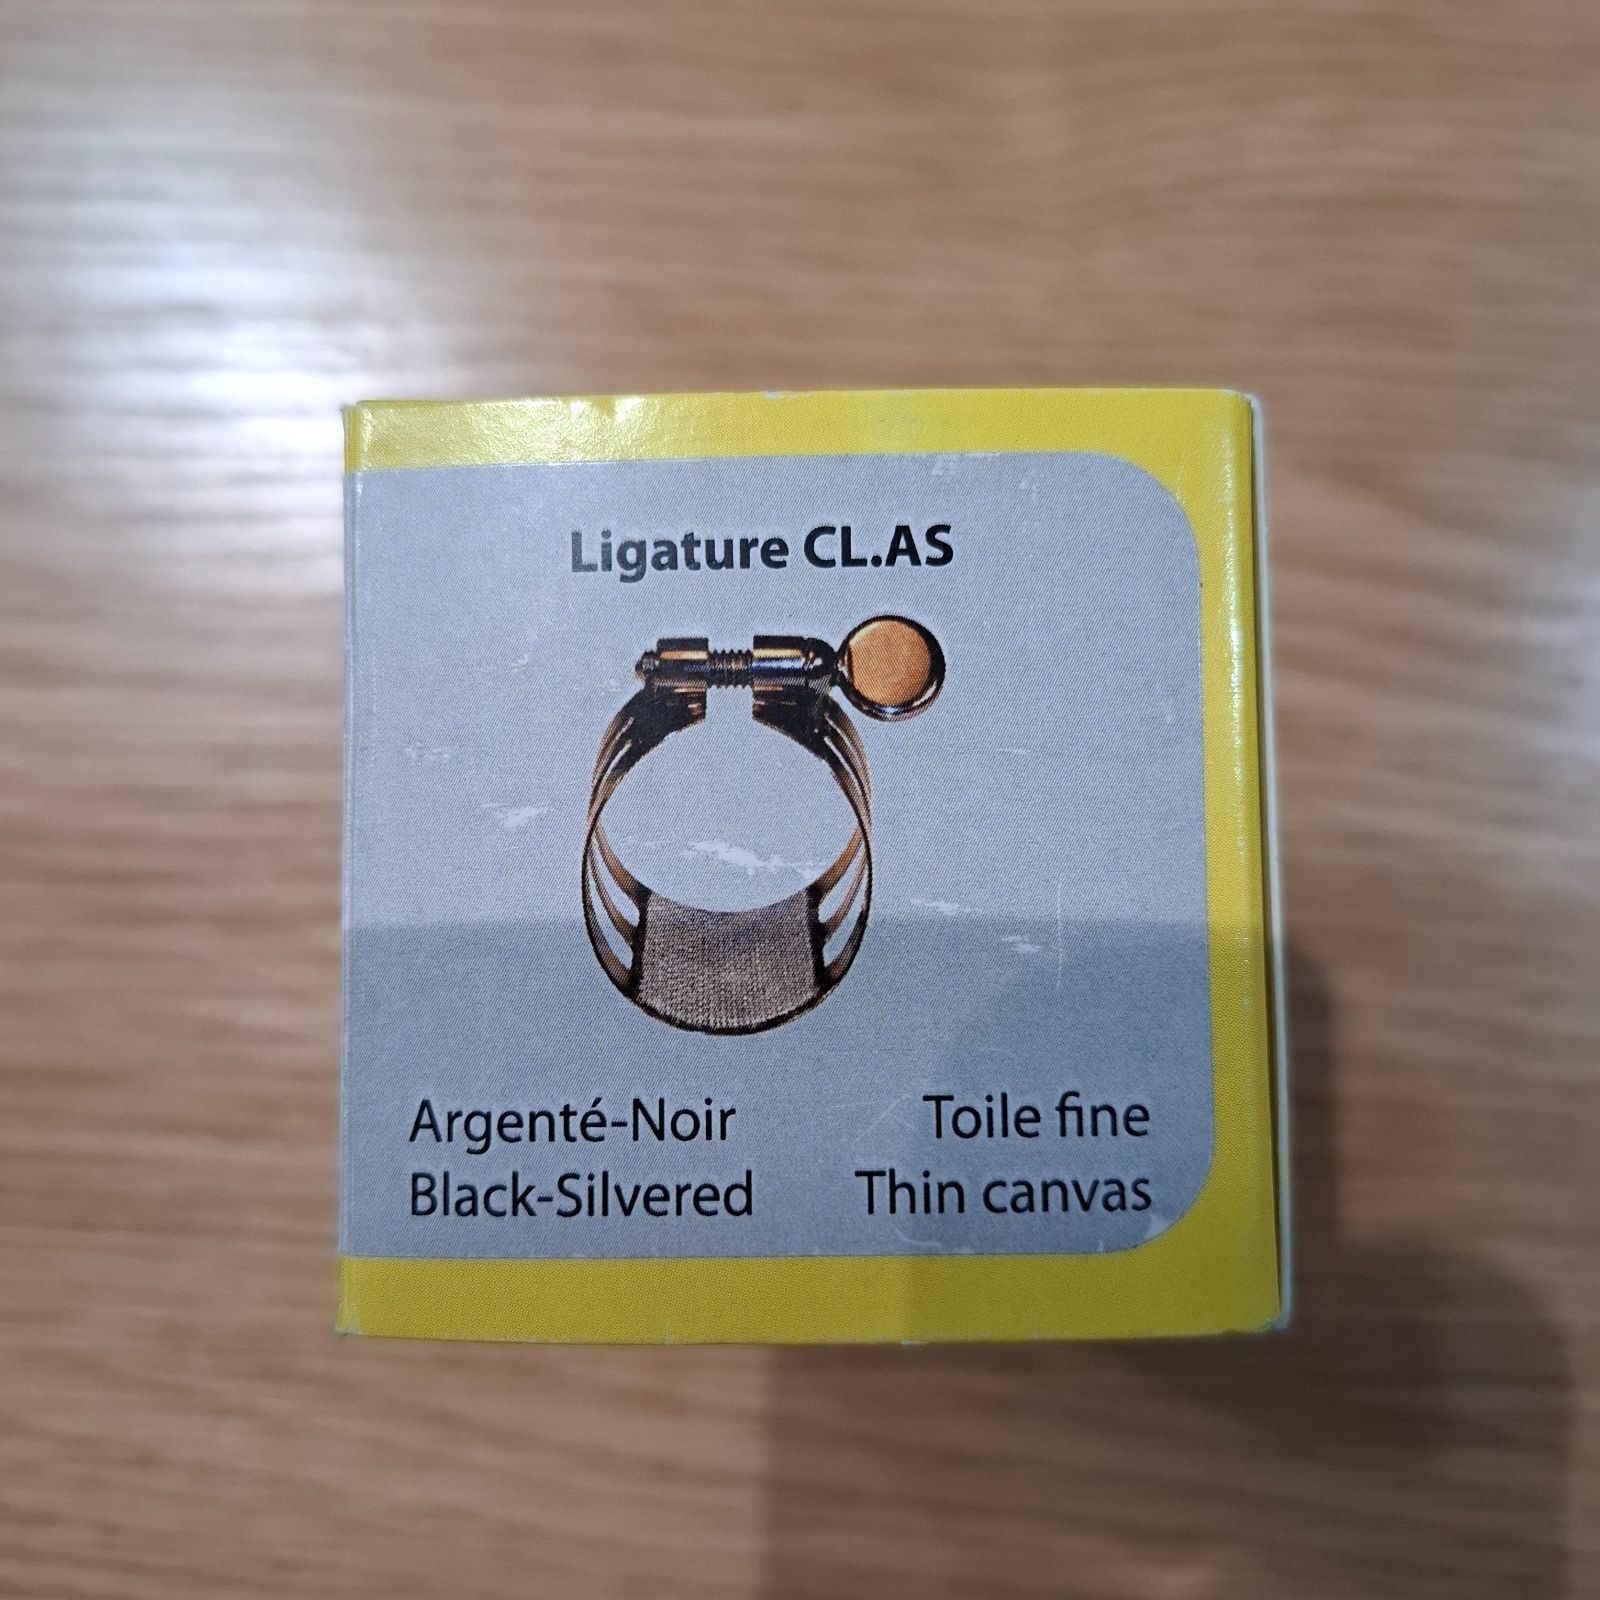 Ligature CL.AS
Argenté-Noir
Black-Silvered
Toile fine
Thin canvas